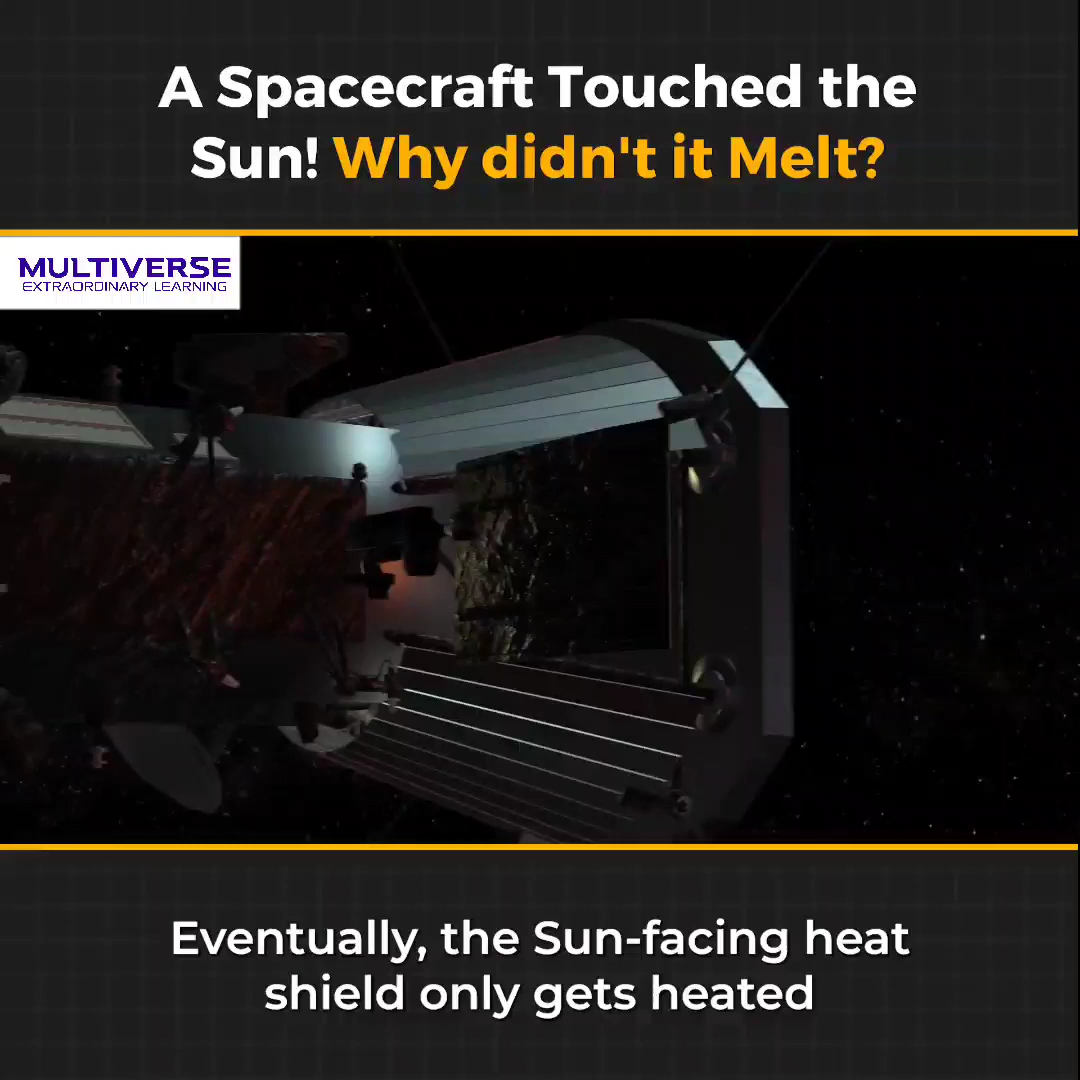 A Spacecraft Touched the
Sun! Why didn't it Melt?
MULTIVERSE
EXTRAORDINARY LEARNING
Eventually, the Sun-facing heat
shield only gets heated